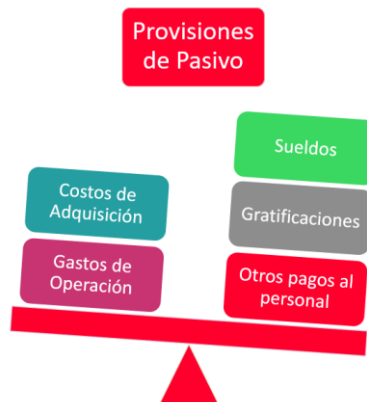 Provisiones
de Pasivo
Costos de
Adquisición
Gastos de
Operación
Sueldos
Gratificaciones
Otros pagos al
personal